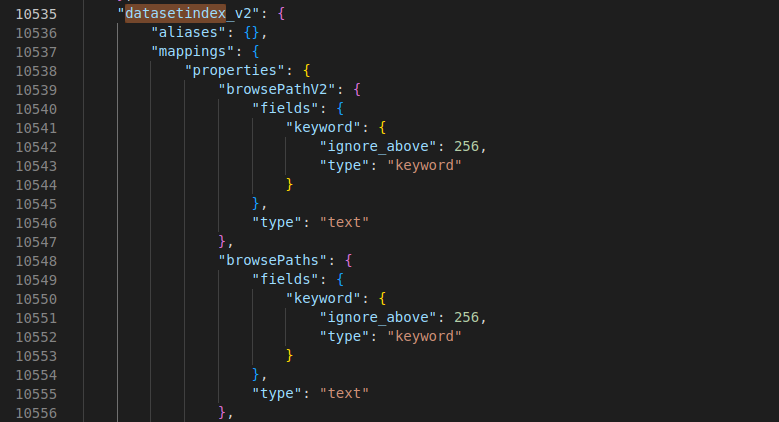 10535 "datasetindex_v2": {
10536 "aliases": {},
10537 "mappings": {
10538 "properties": {
10539 "browsePathV2": {
10540 "fields": {
10541 "keyword": {
10542 "ignore_above": 256,
10543 "type": "keyword"
10544 }
10545 },
10546 "type": "text"
10547 },
10548 "browsePaths": {
10549 "fields": {
10550 "keyword": {
10551 "ignore_above": 256,
10552 "type": "keyword"
10553 }
10554 },
10555 "type": "text"
10556 },